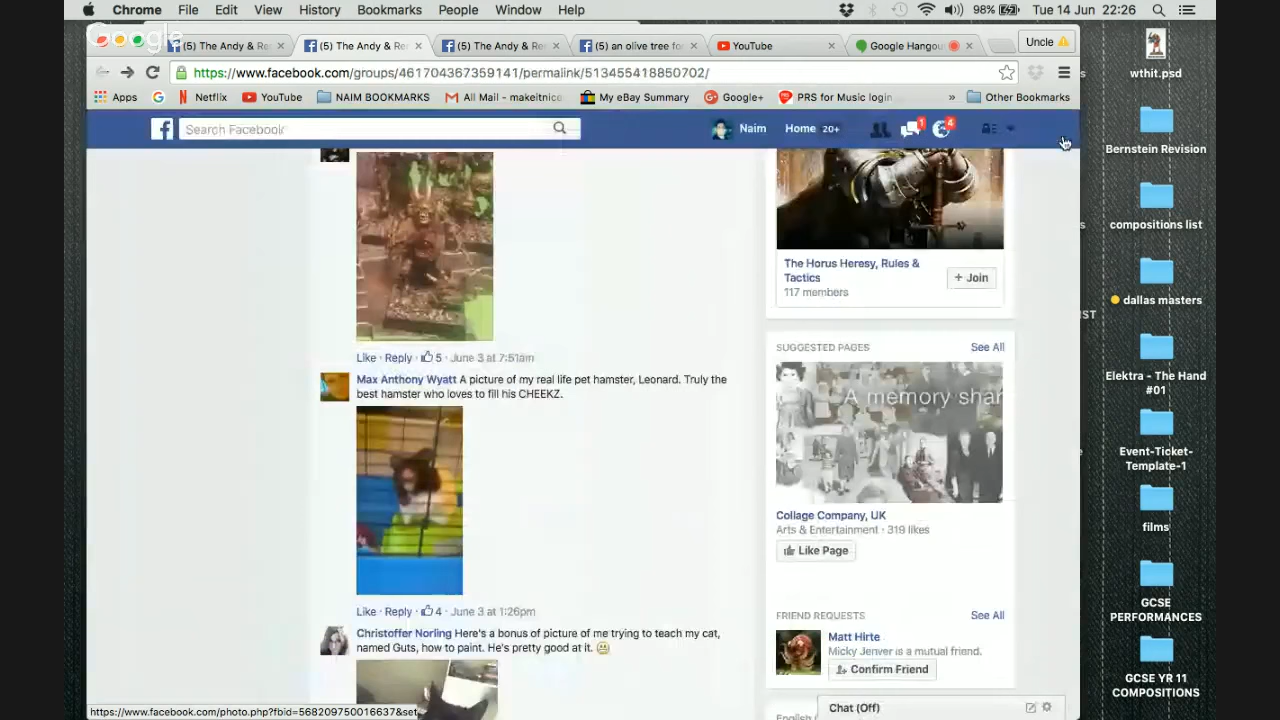 Chrome File Edit View History Bookmarks People Window Help 98% Tue 14 Jun 22:26
Google
(5) The Andy & Re (5) The Andy & Re (5) The Andy & Re (5) an olive tree for YouTube Google Hangou Uncle
https://www.facebook.com/groups/461704367359141/permalink/513455418850702/
Apps Netflix YouTube NAIM BOOKMARKS All Mail - makeitnice My eBay Summary Google+ PRS for Music login » Other Bookmarks
Search Facebook Naim Home 20+ 1 4
Like · Reply · 5 · June 3 at 7:51am
Max Anthony Wyatt A picture of my real life pet hamster, Leonard. Truly the
best hamster who loves to fill his CHEEKZ.
Like · Reply · 4 · June 3 at 1:26pm
Christoffer Norling Here's a bonus of picture of me trying to teach my cat,
named Guts, how to paint. He's pretty good at it.
https://www.facebook.com/photo.php?fbid=568209750016637&set
The Horus Heresy, Rules &
Tactics
117 members
+ Join
SUGGESTED PAGES See All
A memory shar
Collage Company, UK
Arts & Entertainment · 319 likes
Like Page
FRIEND REQUESTS See All
Matt Hirte
Micky Jenver is a mutual friend.
Confirm Friend
Chat (Off)
wthit.psd
Bernstein Revision
compositions list
dallas masters
IST
Elektra - The Hand
#01
Event-Ticket-
Template-1
films
GCSE
PERFORMANCES
GCSE YR 11
COMPOSITIONS